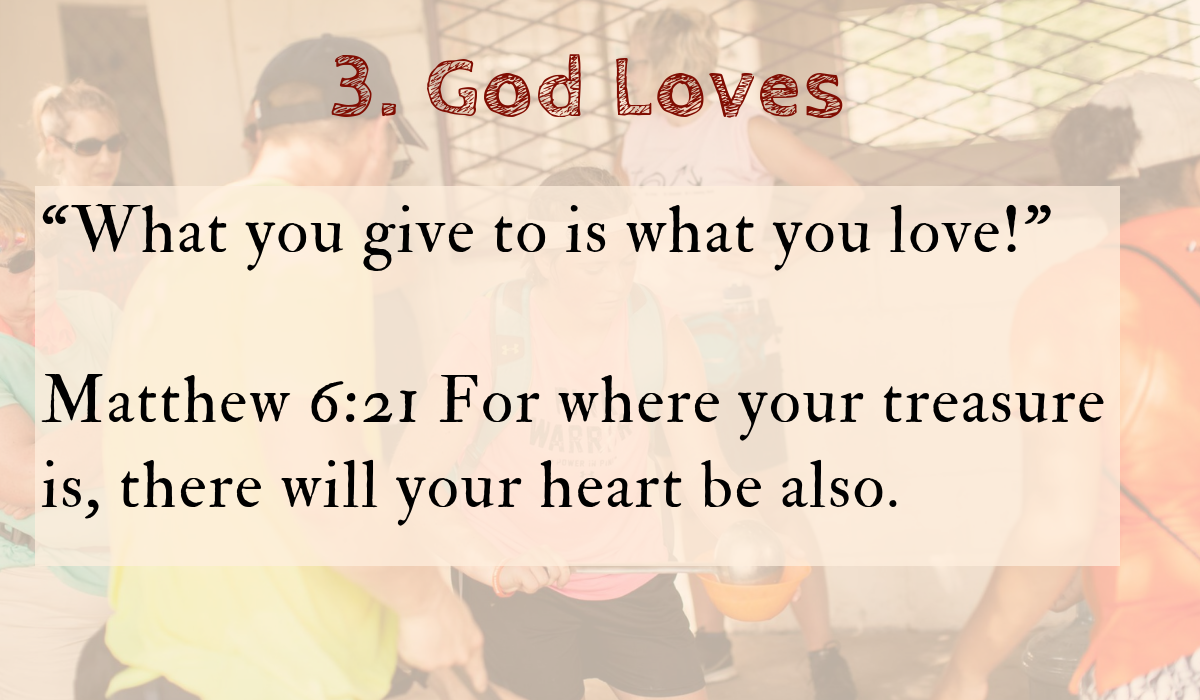 3. God Loves
“What you give to is what you love!”
Matthew 6:21 For where your treasure
is, there will your heart be also.